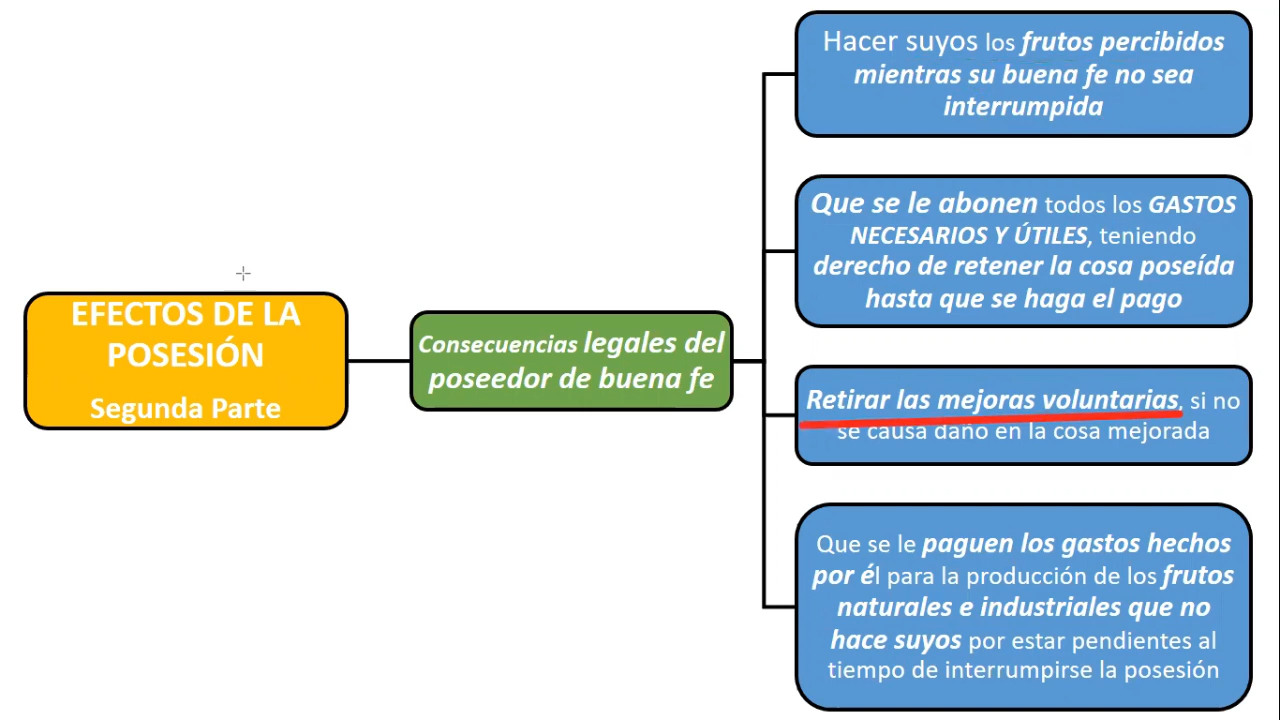 EFECTOS DE LA
POSESIÓN
Segunda Parte
Consecuencias legales del
poseedor de buena fe
Hacer suyos los frutos percibidos
mientras su buena fe no sea
interrumpida
Que se le abonen todos los GASTOS
NECESARIOS Y ÚTILES, teniendo
derecho de retener la cosa poseída
hasta que se haga el pago
Retirar las mejoras voluntarias, si no
se causa daño en la cosa mejorada
Que se le paguen los gastos hechos
por él para la producción de los frutos
naturales e industriales que no
hace suyos por estar pendientes al
tiempo de interrumpirse la posesión